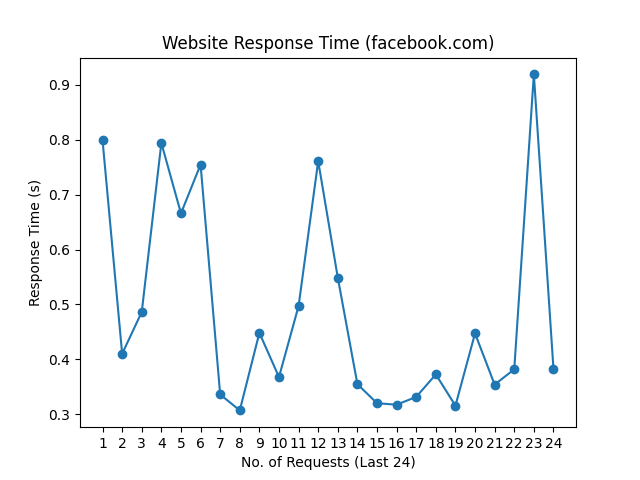 Website Response Time (facebook.com)
0.9
0.8
0.7
0.6
0.5
0.4
0.3
Response Time (s)
1 2 3 4 5 6 7 8 9 10 11 12 13 14 15 16 17 18 19 20 21 22 23 24
No. of Requests (Last 24)